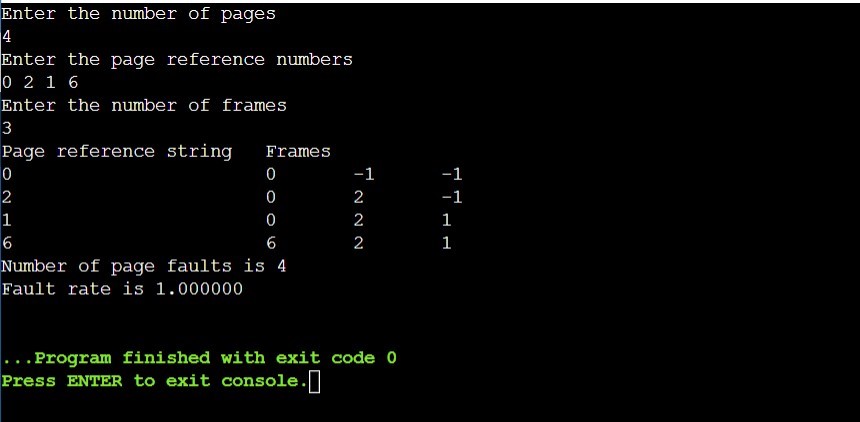 Enter the number of pages
4
Enter the page reference numbers
0 2 1 6
Enter the number of frames
3
Page reference string   Frames
0                       0       -1      -1
2                       0       2       -1
1                       0       2       1
6                       6       2       1
Number of page faults is 4
Fault rate is 1.000000
...Program finished with exit code 0
Press ENTER to exit console.